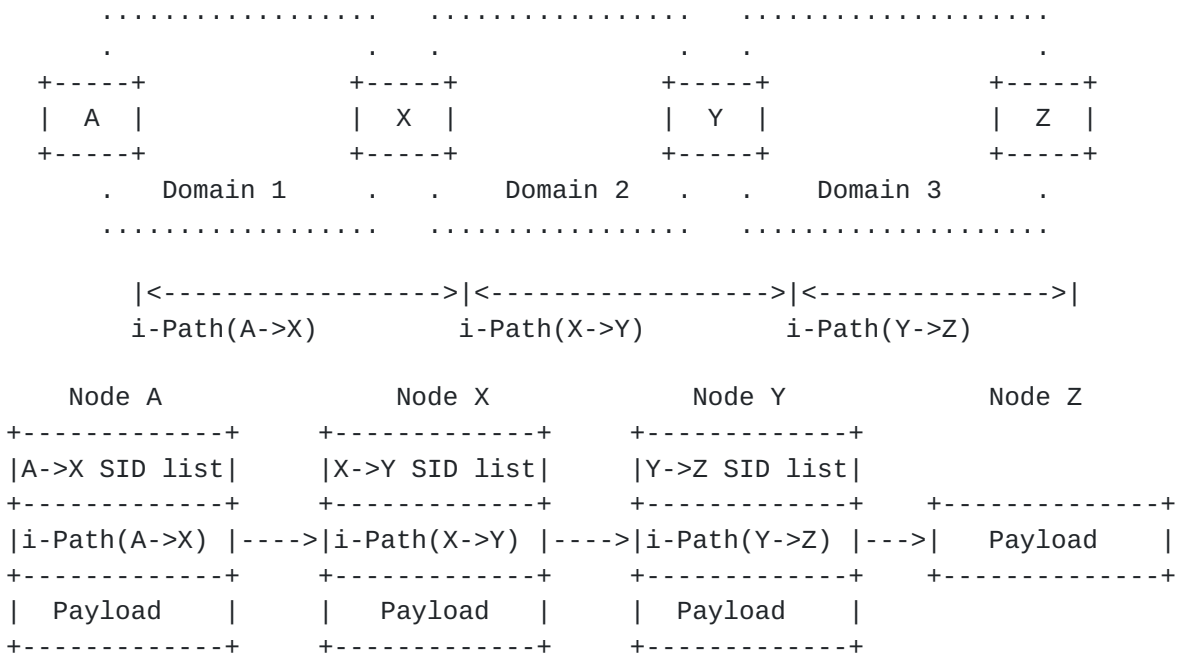 ..................   .................   ....................
.                 .   .                .   .                   .
+-----+             +-----+             +-----+              +-----+
|  A  |             |  X  |             |  Y  |              |  Z  |
+-----+             +-----+             +-----+              +-----+
.   Domain 1     .   .    Domain 2   .   .    Domain 3      .
..................   .................   ....................
|<------------------>|<------------------>|<--------------->|
i-Path(A->X)         i-Path(X->Y)         i-Path(Y->Z)
Node A               Node X             Node Y            Node Z
+-------------+     +-------------+     +-------------+
|A->X SID list|     |X->Y SID list|     |Y->Z SID list|
+-------------+     +-------------+     +-------------+    +--------------+
|i-Path(A->X) |---->|i-Path(X->Y) |---->|i-Path(Y->Z) |--->|   Payload    |
+-------------+     +-------------+     +-------------+    +--------------+
|  Payload    |     |   Payload   |     |  Payload    |
+-------------+     +-------------+     +-------------+